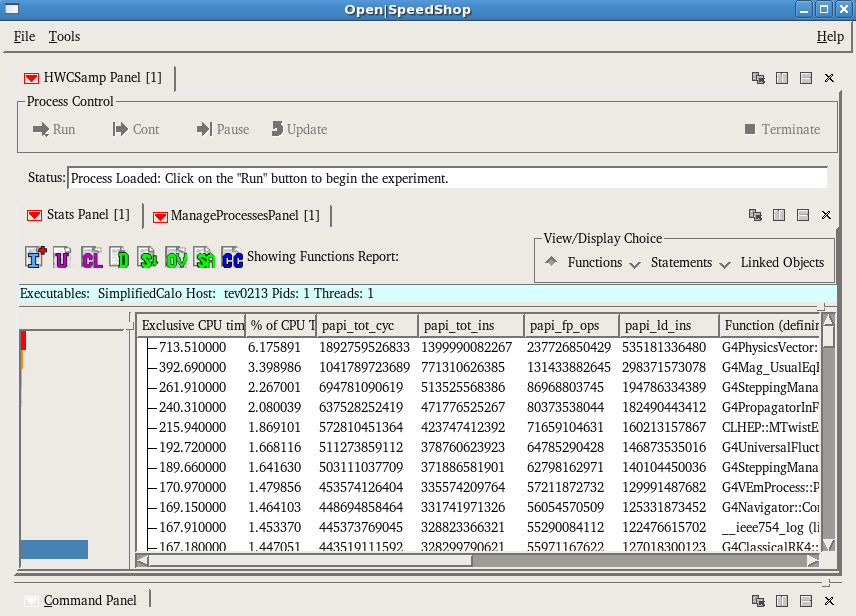 Open|SpeedShop
File Tools Help
HWCSamp Panel [1]
Process Control
Run Cont Pause Update Terminate
Status: Process Loaded: Click on the "Run" button to begin the experiment.
Stats Panel [1] ManageProcessesPanel [1]
View/Display Choice
I+ U CL D S↓ OV SA CC Showing Functions Report: Functions Statements Linked Objects
Executables: SimplifiedCalo Host: tev0213 Pids: 1 Threads: 1
Exclusive CPU tim % of CPU T papi_tot_cyc papi_tot_ins papi_fp_ops papi_ld_ins Function (definin
713.510000 6.175891 1892759526833 1399990082267 237726850429 535181336480 G4PhysicsVector:
392.690000 3.398986 1041789723689 771310626385 131433882645 298371573078 G4Mag_UsualEql
261.910000 2.267001 694781090619 513525568386 86968803745 194786334389 G4SteppingMana
240.310000 2.080039 637528252419 471776525267 80373538044 182490443412 G4PropagatorInF
215.940000 1.869101 572810451364 423747412392 71659104631 160213157867 CLHEP::MTwistE
192.720000 1.668116 511273859112 378760623923 64785290428 146873535016 G4UniversalFluct
189.660000 1.641630 503111037709 371886581901 62798162971 140104450036 G4SteppingMana
170.970000 1.479856 453574126404 335574209764 57211872732 129991487682 G4VEmProcess::P
169.150000 1.464103 448694858464 331741971326 56054570509 125331873452 G4Navigator::Co
167.910000 1.453370 445373769045 328823366321 55290084112 122476615702 __ieee754_log (li
167.180000 1.447051 443519111592 328299790621 55971167622 127018300123 G4ClassicalRK4::
Command Panel